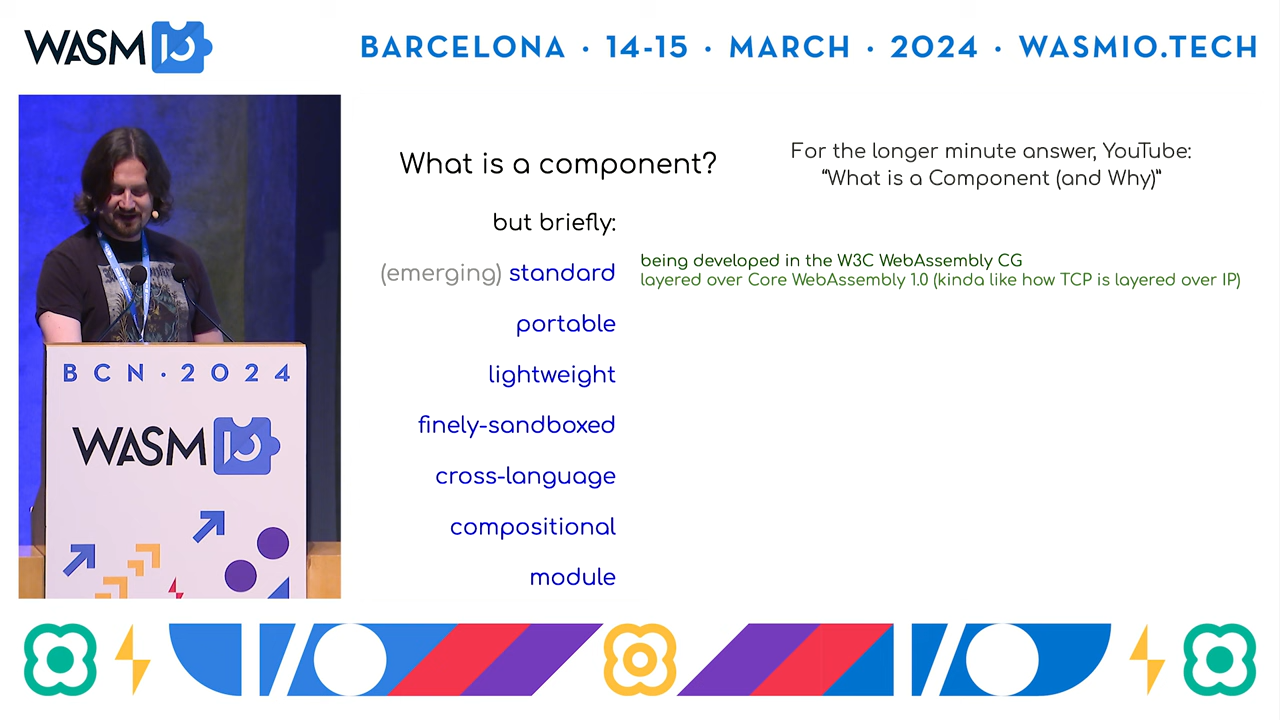 WASM IO
BARCELONA · 14-15 · MARCH · 2024 · WASMIO.TECH
What is a component?
For the longer minute answer, YouTube:
“What is a Component (and Why)”
but briefly:
(emerging) standard
being developed in the W3C WebAssembly CG
layered over Core WebAssembly 1.0 (kinda like how TCP is layered over IP)
portable
lightweight
finely-sandboxed
cross-language
compositional
module
BCN·2024
WASM IO